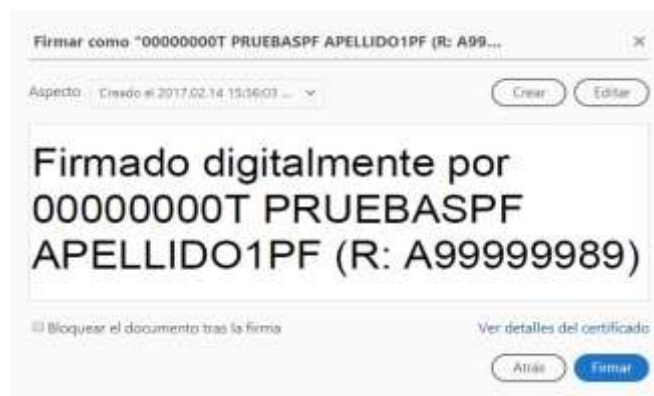 Firmar como "00000000T PRUEBASPF APELLIDO1PF (R: A99...
Aspecto Creado el 2017.02.14 15:56:03 ... Crear Editar
Firmado digitalmente por
00000000T PRUEBASPF
APELLIDO1PF (R: A99999989)
Bloquear el documento tras la firma Ver detalles del certificado
Atrás Firmar